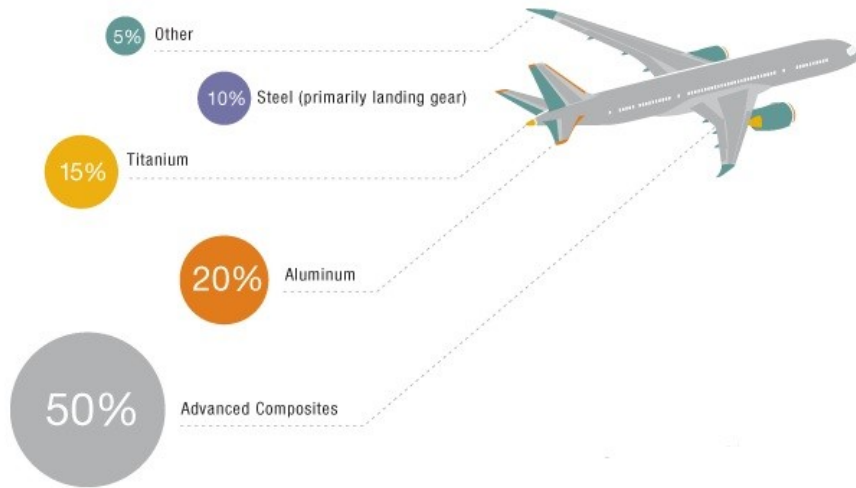 5% Other
10% Steel (primarily landing gear)
15% Titanium
20% Aluminum
50% Advanced Composites